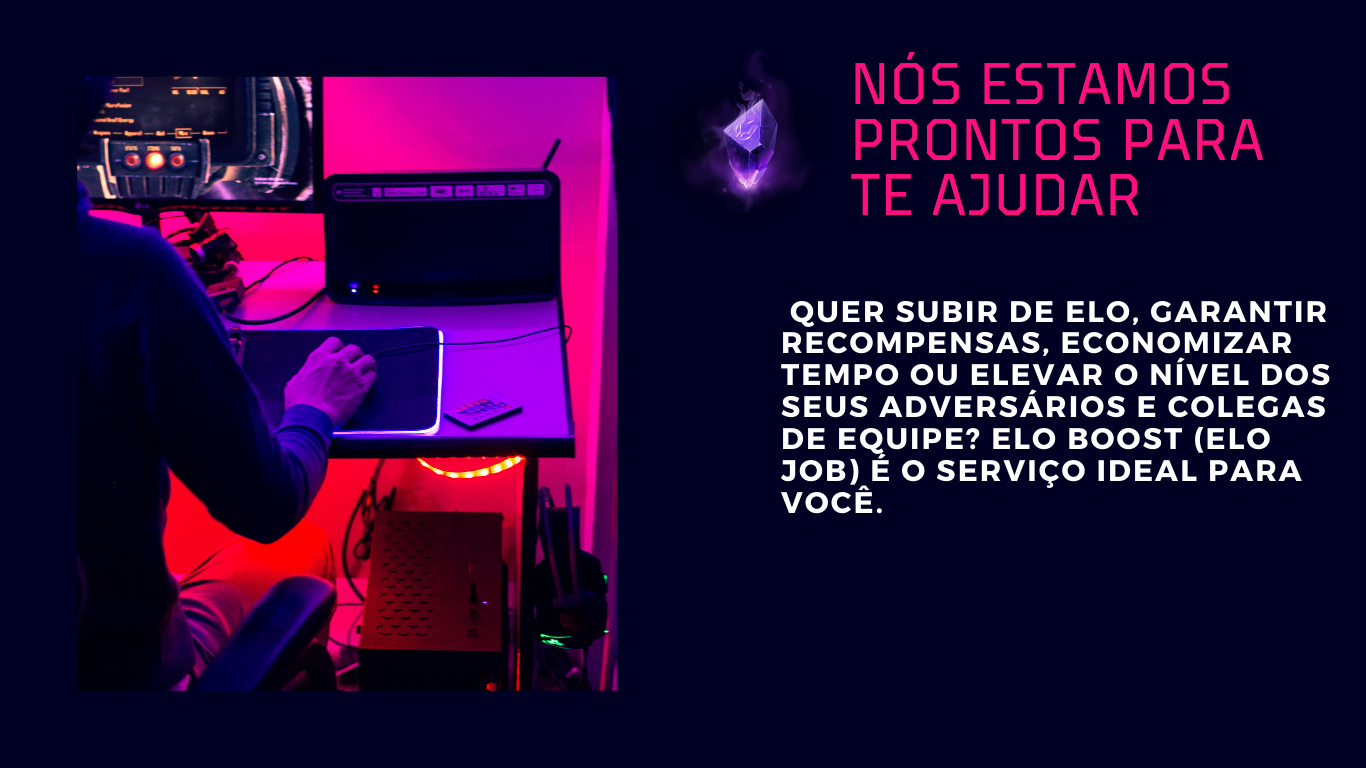 NÓS ESTAMOS
PRONTOS PARA
TE AJUDAR
QUER SUBIR DE ELO, GARANTIR
RECOMPENSAS, ECONOMIZAR
TEMPO OU ELEVAR O NÍVEL DOS
SEUS ADVERSÁRIOS E COLEGAS
DE EQUIPE? ELO BOOST (ELO
JOB) É O SERVIÇO IDEAL PARA
VOCÊ.